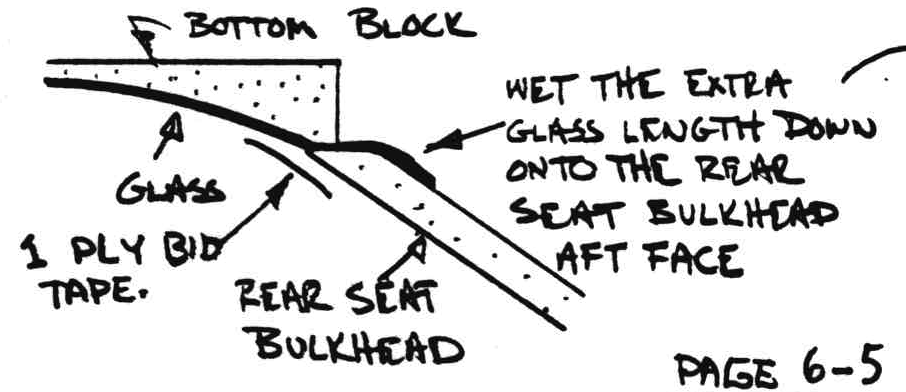 BOTTOM BLOCK
WET THE EXTRA
GLASS LENGTH DOWN
ONTO THE REAR
SEAT BULKHEAD
AFT FACE
GLASS
1 PLY BID
TAPE.
REAR SEAT
BULKHEAD
PAGE 6-5